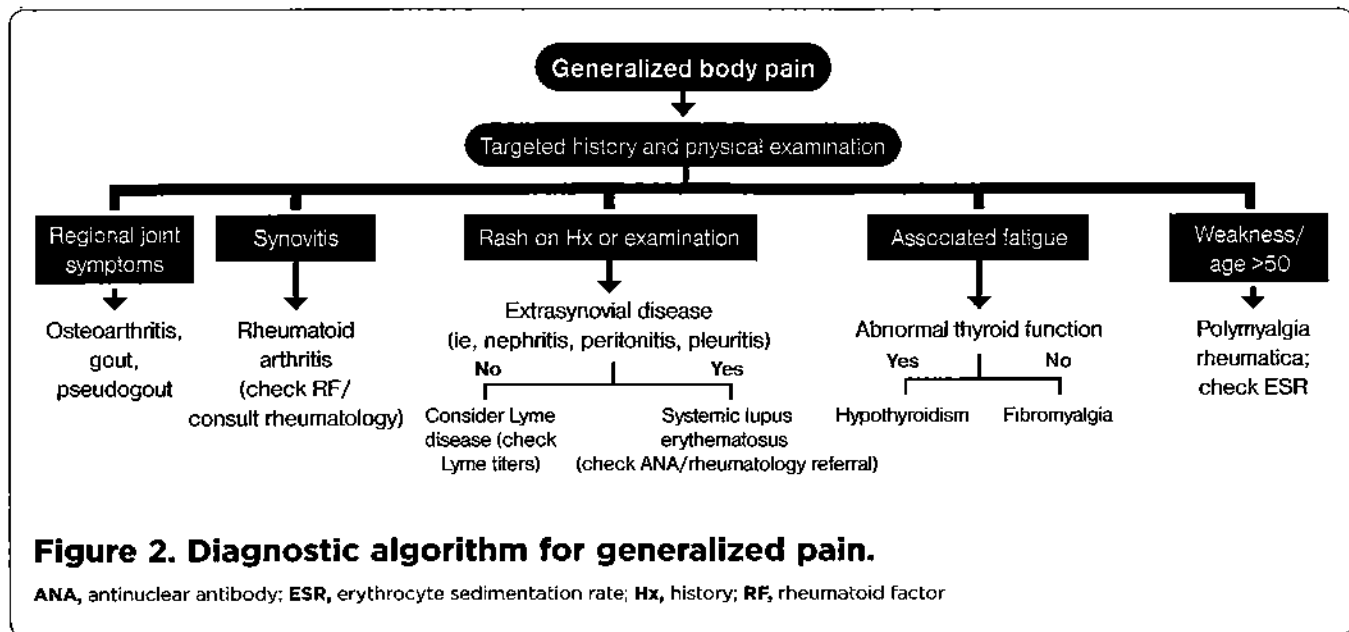 Generalized body pain
Targeted history and physical examination
Regional joint
symptoms
Synovitis
Rash on Hx or examination
Associated fatigue
Weakness/
age >50
Osteoarthritis,
gout,
pseudogout
Rheumatoid
arthritis
(check RF/
consult rheumatology)
Extrasynovial disease
(ie, nephritis, peritonitis, pleuritis)
No
Yes
Consider Lyme
disease (check
Lyme titers)
Systemic lupus
erythematosus
(check ANA/rheumatology referral)
Abnormal thyroid function
Yes
No
Hypothyroidism
Fibromyalgia
Polymyalgia
rheumatica;
check ESR
Figure 2. Diagnostic algorithm for generalized pain.
ANA, antinuclear antibody; ESR, erythrocyte sedimentation rate; Hx, history; RF, rheumatoid factor